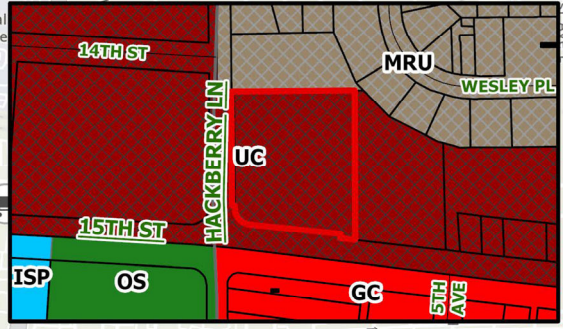 14TH ST
MRU
WESLEY PL
HACKBERRY LN
UC
15TH ST
ISP
OS
GC
5TH
AVE